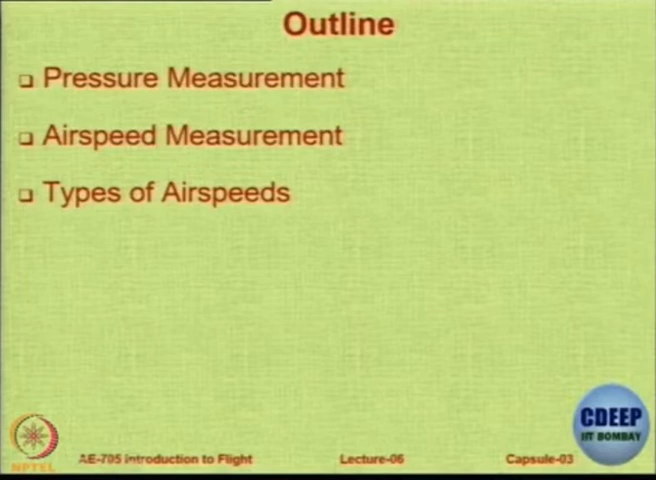 Outline
Pressure Measurement
Airspeed Measurement
Types of Airspeeds
CDEEP
IIT BOMBAY
NPTEL
AE-705 Introduction to Flight
Lecture-06
Capsule-03